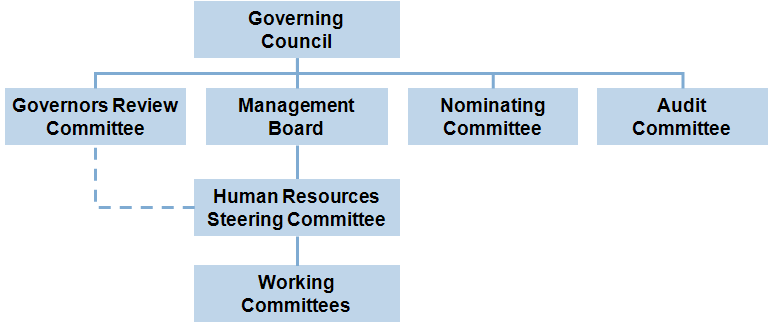 Governing
Council
Governors Review
Committee
Management
Board
Nominating
Committee
Audit
Committee
Human Resources
Steering Committee
Working
Committees